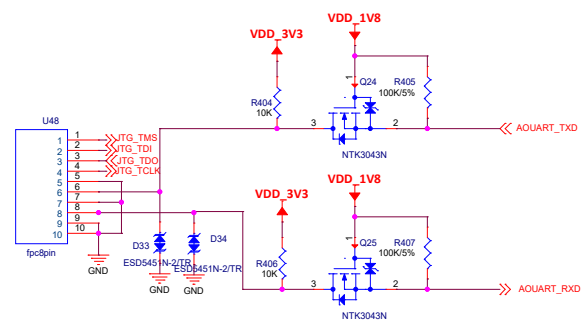 VDD_1V8
VDD_3V3
U48
R404
10K
1
Q24
R405
100K/5%
3
2
NTK3043N
AOUART_TXD
1 1 JTG_TMS
2 2 JTG_TDI
3 3 JTG_TDO
4 4 JTG_TCLK
5 5
6 6
7 7
8 8
9 9
10 10
fpc8pin
GND
D33
ESD5451N-2/TR
GND
D34
ESD5451N-2/TR
GND
VDD_3V3
VDD_1V8
R406
10K
1
Q25
R407
100K/5%
3
2
NTK3043N
AOUART_RXD